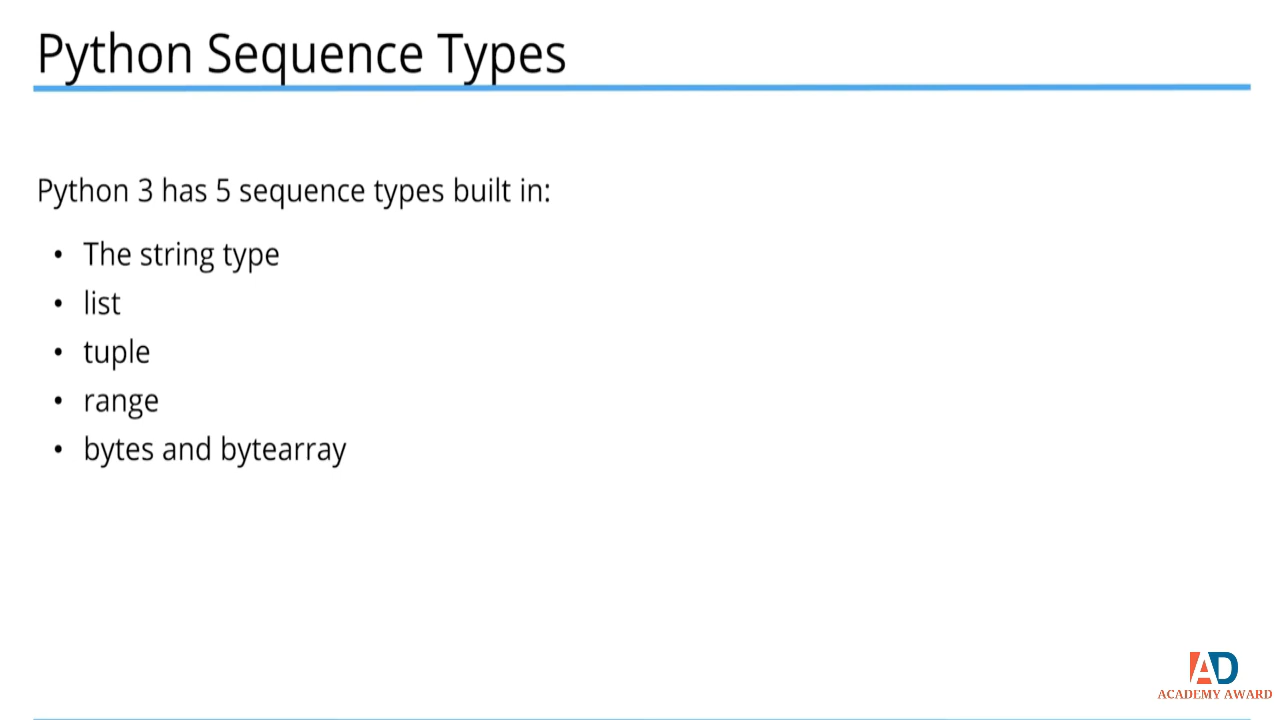 Python Sequence Types
Python 3 has 5 sequence types built in:
• The string type
• list
• tuple
• range
• bytes and bytearray
AD
ACADEMY AWARD